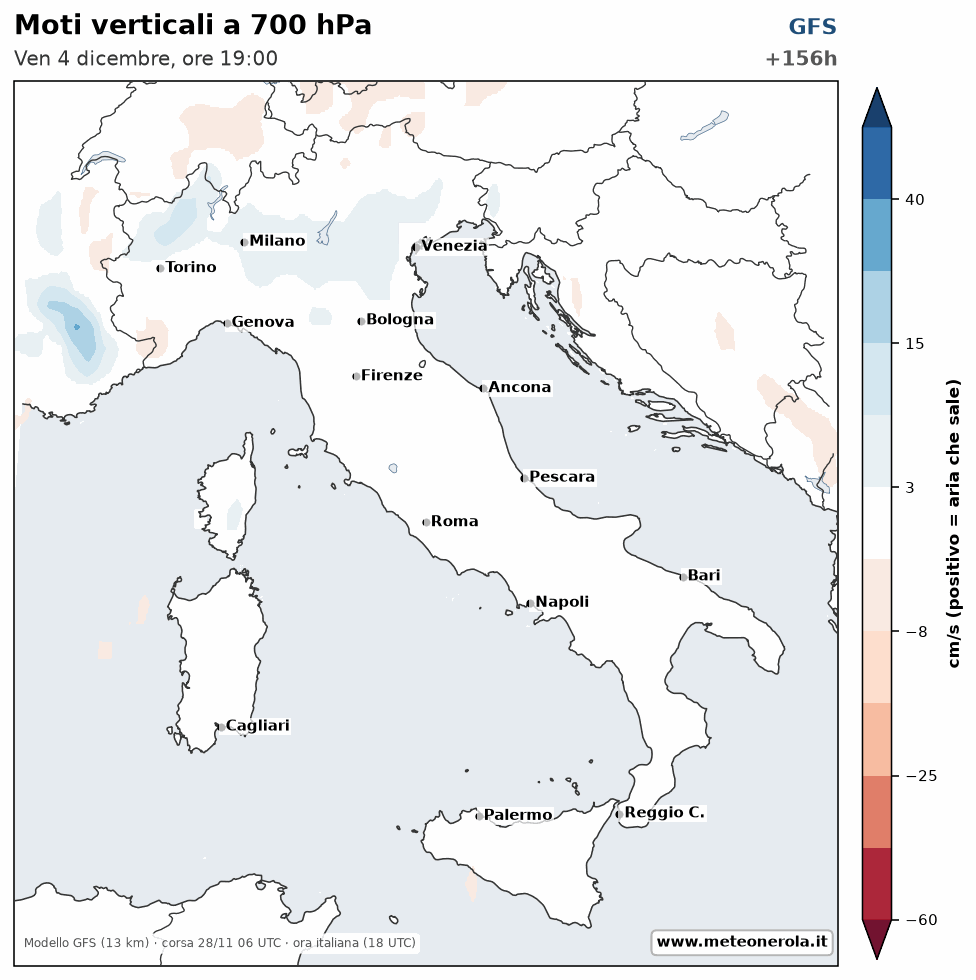 Moti verticali a 700 hPa
GFS
Ven 4 dicembre, ore 19:00
+156h
Milano
Venezia
Torino
Genova
Bologna
Firenze
Ancona
Pescara
Roma
Bari
Napoli
Cagliari
Palermo
Reggio C.
40
15
3
−8
−25
−60
cm/s (positivo = aria che sale)
Modello GFS (13 km) · corsa 28/11 06 UTC · ora italiana (18 UTC)
www.meteonerola.it